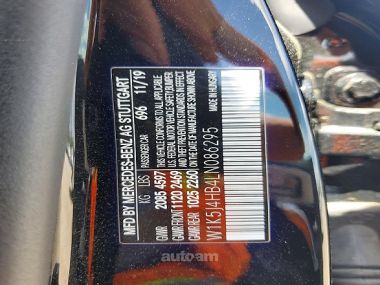 MFD BY MERCEDES-BENZ AG STUTTGART
PASSENGER CAR 696 11/19
KG LBS
GVWR 2085 4597
GAWR FRONT 1120 2469
GAWR REAR 1025 2260
THIS VEHICLE CONFORMS TO ALL APPLICABLE
U.S. FEDERAL MOTOR VEHICLE SAFETY/BUMPER
AND THEFT PREVENTION STANDARDS IN EFFECT
ON THE DATE OF MANUFACTURE SHOWN ABOVE
MADE IN HUNGARY
W1K5J4HB4LN086295
autoam